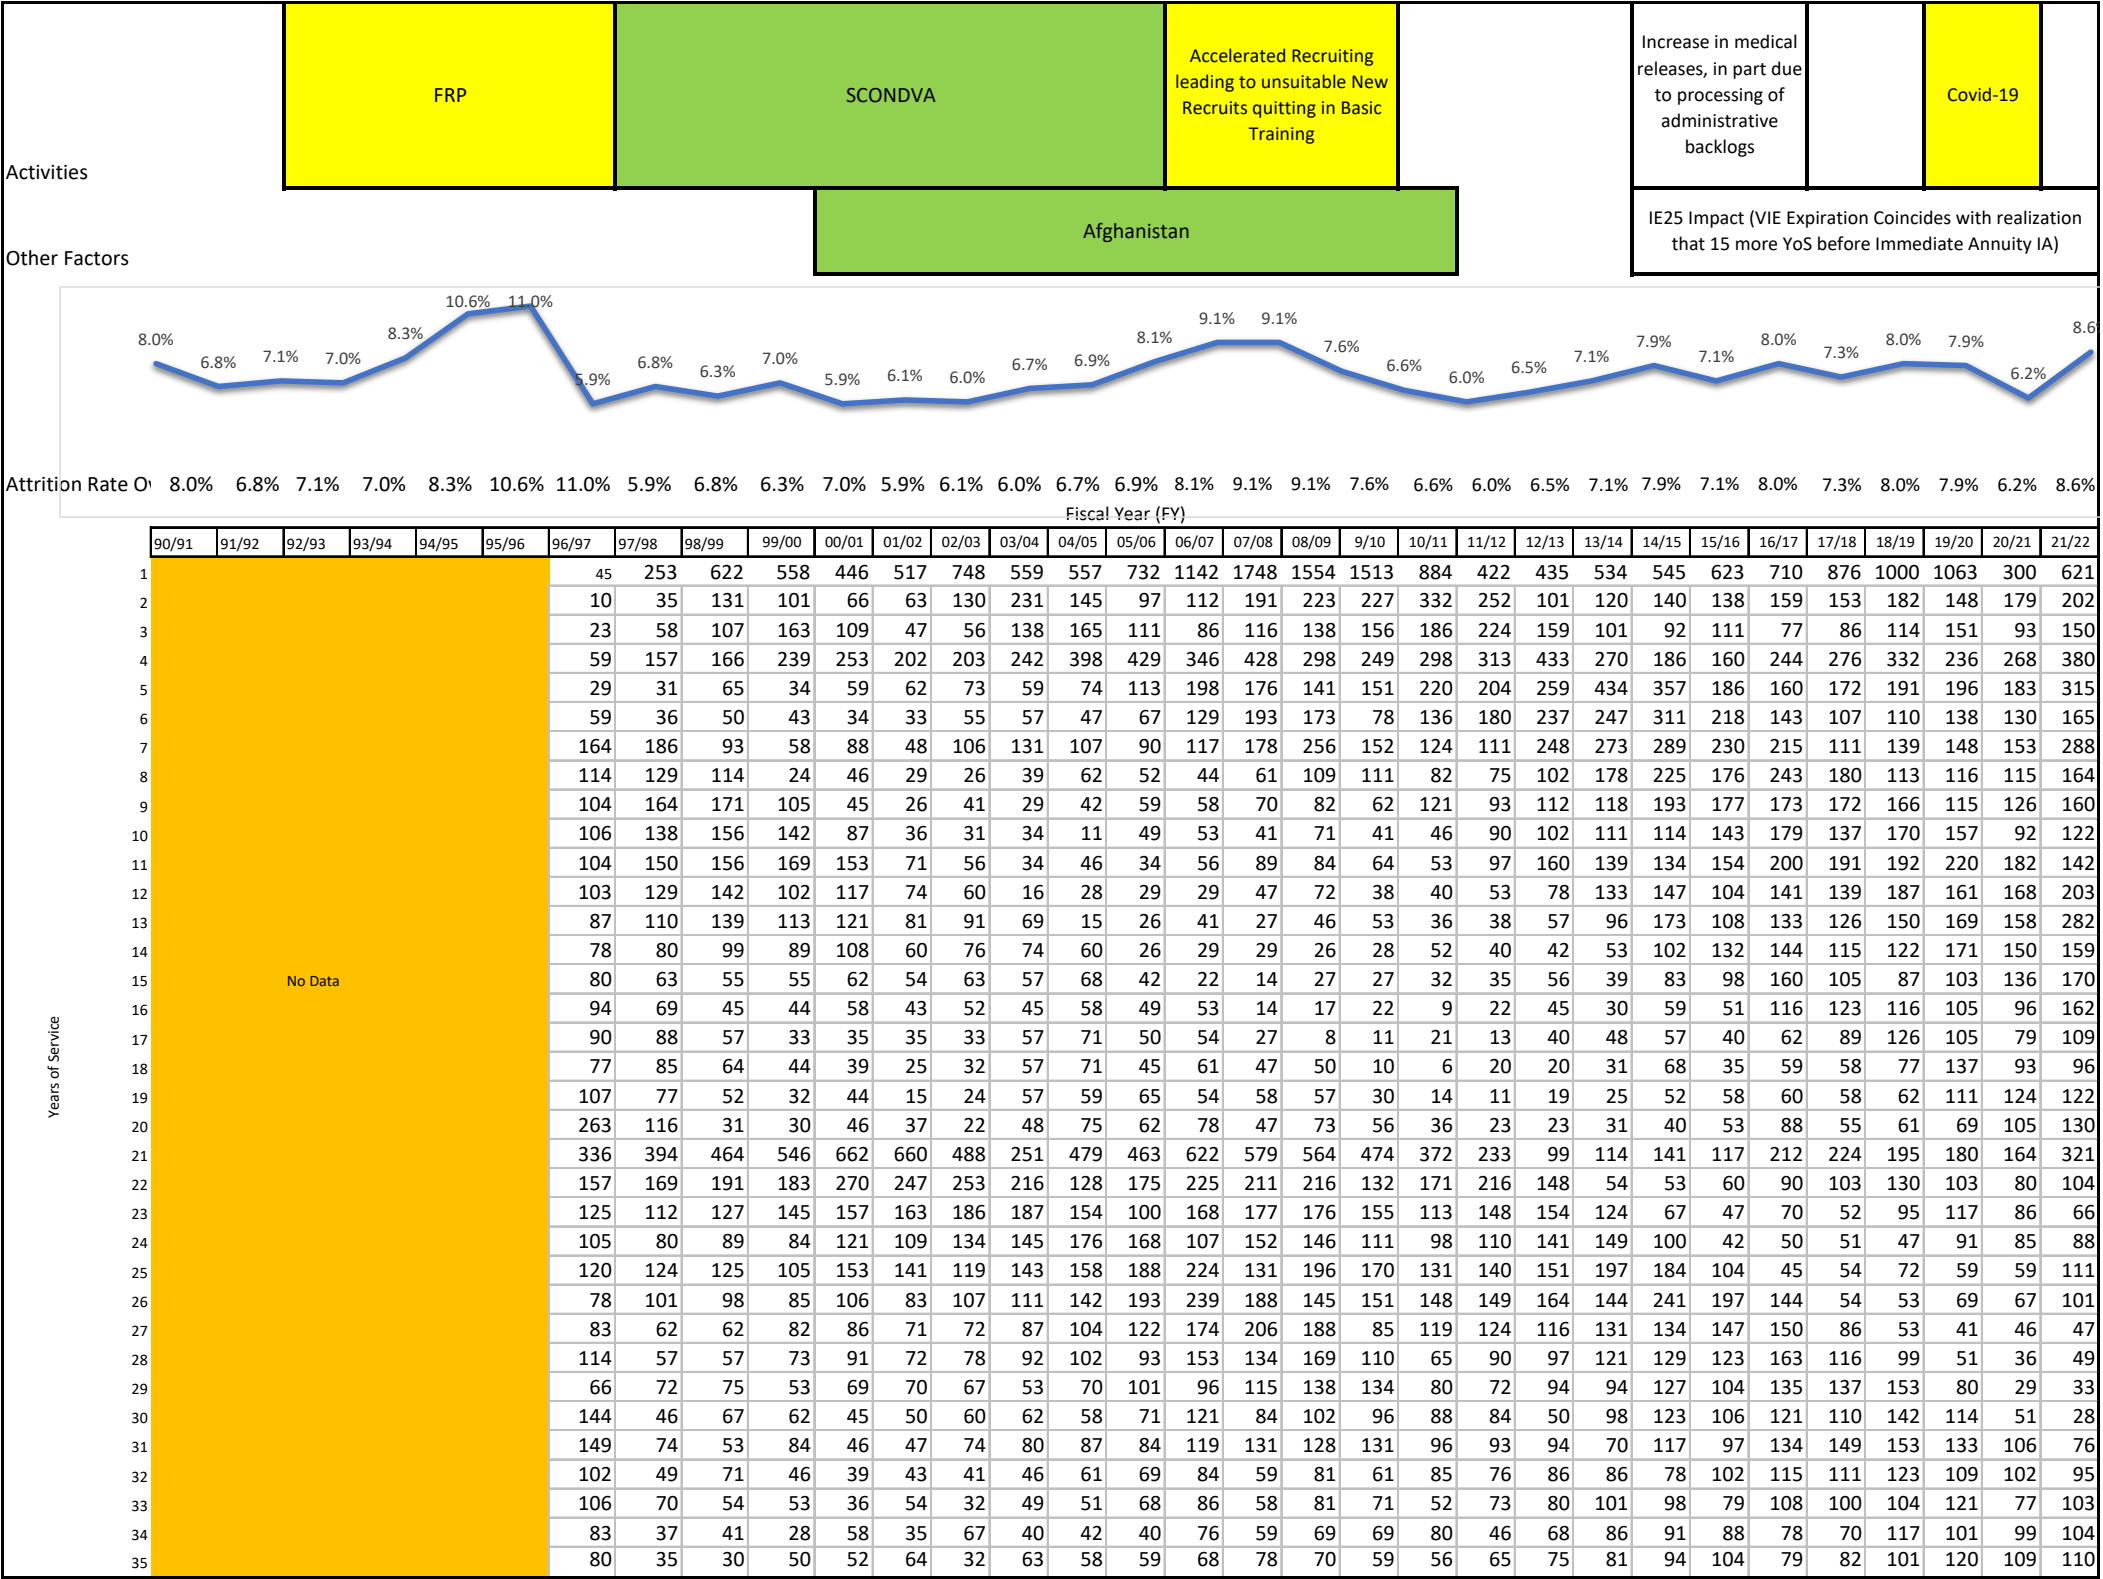 FRP
SCONDVA
Accelerated Recruiting
leading to unsuitable New
Recruits quitting in Basic
Training
Increase in medical
releases, in part due
to processing of
administrative
backlogs
Covid-19
Activities
Afghanistan
IE25 Impact (VIE Expiration Coincides with realization
that 15 more YoS before Immediate Annuity IA)
Other Factors
8.0% 6.8% 7.1% 7.0% 8.3% 10.6% 11.0% 5.9% 6.8% 6.3% 7.0% 5.9% 6.1% 6.0% 6.7% 6.9% 8.1% 9.1% 9.1% 7.6% 6.6% 6.0% 6.5% 7.1% 7.9% 7.1% 8.0% 7.3% 8.0% 7.9% 6.2% 8.6
Attrition Rate Ov 8.0% 6.8% 7.1% 7.0% 8.3% 10.6% 11.0% 5.9% 6.8% 6.3% 7.0% 5.9% 6.1% 6.0% 6.7% 6.9% 8.1% 9.1% 9.1% 7.6% 6.6% 6.0% 6.5% 7.1% 7.9% 7.1% 8.0% 7.3% 8.0% 7.9% 6.2% 8.6%
Fiscal Year (FY)
90/91 91/92 92/93 93/94 94/95 95/96 96/97 97/98 98/99 99/00 00/01 01/02 02/03 03/04 04/05 05/06 06/07 07/08 08/09 9/10 10/11 11/12 12/13 13/14 14/15 15/16 16/17 17/18 18/19 19/20 20/21 21/22
1 45 253 622 558 446 517 748 559 557 732 1142 1748 1554 1513 884 422 435 534 545 623 710 876 1000 1063 300 621
2 10 35 131 101 66 63 130 231 145 97 112 191 223 227 332 252 101 120 140 138 159 153 182 148 179 202
3 23 58 107 163 109 47 56 138 165 111 86 116 138 156 186 224 159 101 92 111 77 86 114 151 93 150
4 59 157 166 239 253 202 203 242 398 429 346 428 298 249 298 313 433 270 186 160 244 276 332 236 268 380
5 29 31 65 34 59 62 73 59 74 113 198 176 141 151 220 204 259 434 357 186 160 172 191 196 183 315
6 59 36 50 43 34 33 55 57 47 67 129 193 173 78 136 180 237 247 311 218 143 107 110 138 130 165
7 164 186 93 58 88 48 106 131 107 90 117 178 256 152 124 111 248 273 289 230 215 111 139 148 153 288
8 114 129 114 24 46 29 26 39 62 52 44 61 109 111 82 75 102 178 225 176 243 180 113 116 115 164
9 104 164 171 105 45 26 41 29 42 59 58 70 82 62 121 93 112 118 193 177 173 172 166 115 126 160
10 106 138 156 142 87 36 31 34 11 49 53 41 71 41 46 90 102 111 114 143 179 137 170 157 92 122
11 104 150 156 169 153 71 56 34 46 34 56 89 84 64 53 97 160 139 134 154 200 191 192 220 182 142
12 103 129 142 102 117 74 60 16 28 29 29 47 72 38 40 53 78 133 147 104 141 139 187 161 168 203
13 87 110 139 113 121 81 91 69 15 26 41 27 46 53 36 38 57 96 173 108 133 126 150 169 158 282
14 78 80 99 89 108 60 76 74 60 26 29 29 26 28 52 40 42 53 102 132 144 115 122 171 150 159
15 No Data 80 63 55 55 62 54 63 57 68 42 22 14 27 27 32 35 56 39 83 98 160 105 87 103 136 170
16 94 69 45 44 58 43 52 45 58 49 53 14 17 22 9 22 45 30 59 51 116 123 116 105 96 162
17 90 88 57 33 35 35 33 57 71 50 54 27 8 11 21 13 40 48 57 40 62 89 126 105 79 109
Years of Service
18 77 85 64 44 39 25 32 57 71 45 61 47 50 10 6 20 20 31 68 35 59 58 77 137 93 96
19 107 77 52 32 44 15 24 57 59 65 54 58 57 30 14 11 19 25 52 58 60 58 62 111 124 122
20 263 116 31 30 46 37 22 48 75 62 78 47 73 56 36 23 23 31 40 53 88 55 61 69 105 130
21 336 394 464 546 662 660 488 251 479 463 622 579 564 474 372 233 99 114 141 117 212 224 195 180 164 321
22 157 169 191 183 270 247 253 216 128 175 225 211 216 132 171 216 148 54 53 60 90 103 130 103 80 104
23 125 112 127 145 157 163 186 187 154 100 168 177 176 155 113 148 154 124 67 47 70 52 95 117 86 66
24 105 80 89 84 121 109 134 145 176 168 107 152 146 111 98 110 141 149 100 42 50 51 47 91 85 88
25 120 124 125 105 153 141 119 143 158 188 224 131 196 170 131 140 151 197 184 104 45 54 72 59 59 111
26 78 101 98 85 106 83 107 111 142 193 239 188 145 151 148 149 164 144 241 197 144 54 53 69 67 101
27 83 62 62 82 86 71 72 87 104 122 174 206 188 85 119 124 116 131 134 147 150 86 53 41 46 47
28 114 57 57 73 91 72 78 92 102 93 153 134 169 110 65 90 97 121 129 123 163 116 99 51 36 49
29 66 72 75 53 69 70 67 53 70 101 96 115 138 134 80 72 94 94 127 104 135 137 153 80 29 33
30 144 46 67 62 45 50 60 62 58 71 121 84 102 96 88 84 50 98 123 106 121 110 142 114 51 28
31 149 74 53 84 46 47 74 80 87 84 119 131 128 131 96 93 94 70 117 97 134 149 153 133 106 76
32 102 49 71 46 39 43 41 46 61 69 84 59 81 61 85 76 86 86 78 102 115 111 123 109 102 95
33 106 70 54 53 36 54 32 49 51 68 86 58 81 71 52 73 80 101 98 79 108 100 104 121 77 103
34 83 37 41 28 58 35 67 40 42 40 76 59 69 69 80 46 68 86 91 88 78 70 117 101 99 104
35 80 35 30 50 52 64 32 63 58 59 68 78 70 59 56 65 75 81 94 104 79 82 101 120 109 110